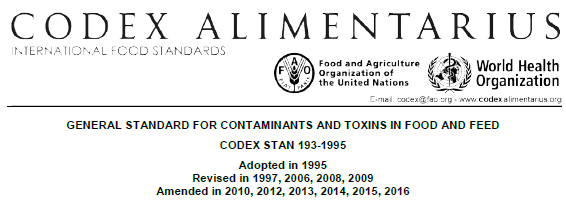 CODEX ALIMENTARIUS
INTERNATIONAL FOOD STANDARDS
Food and Agriculture
Organization of
the United Nations
World Health
Organization
E-mail: codex@fao.org - www.codexalimentarius.org
GENERAL STANDARD FOR CONTAMINANTS AND TOXINS IN FOOD AND FEED
CODEX STAN 193-1995
Adopted in 1995
Revised in 1997, 2006, 2008, 2009
Amended in 2010, 2012, 2013, 2014, 2015, 2016